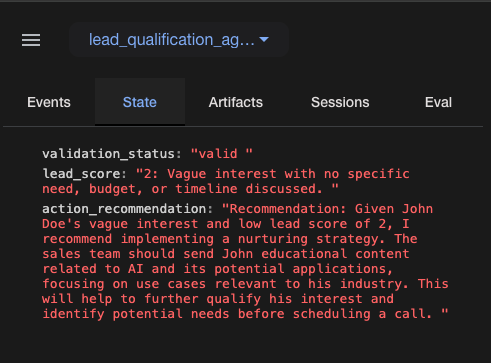 lead_qualification_ag...
Events State Artifacts Sessions Eval
validation_status: "valid "
lead_score: "2: Vague interest with no specific
need, budget, or timeline discussed. "
action_recommendation: "Recommendation: Given John
Doe's vague interest and low lead score of 2, I
recommend implementing a nurturing strategy. The
sales team should send John educational content
related to AI and its potential applications,
focusing on use cases relevant to his industry. This
will help to further qualify his interest and
identify potential needs before scheduling a call. "